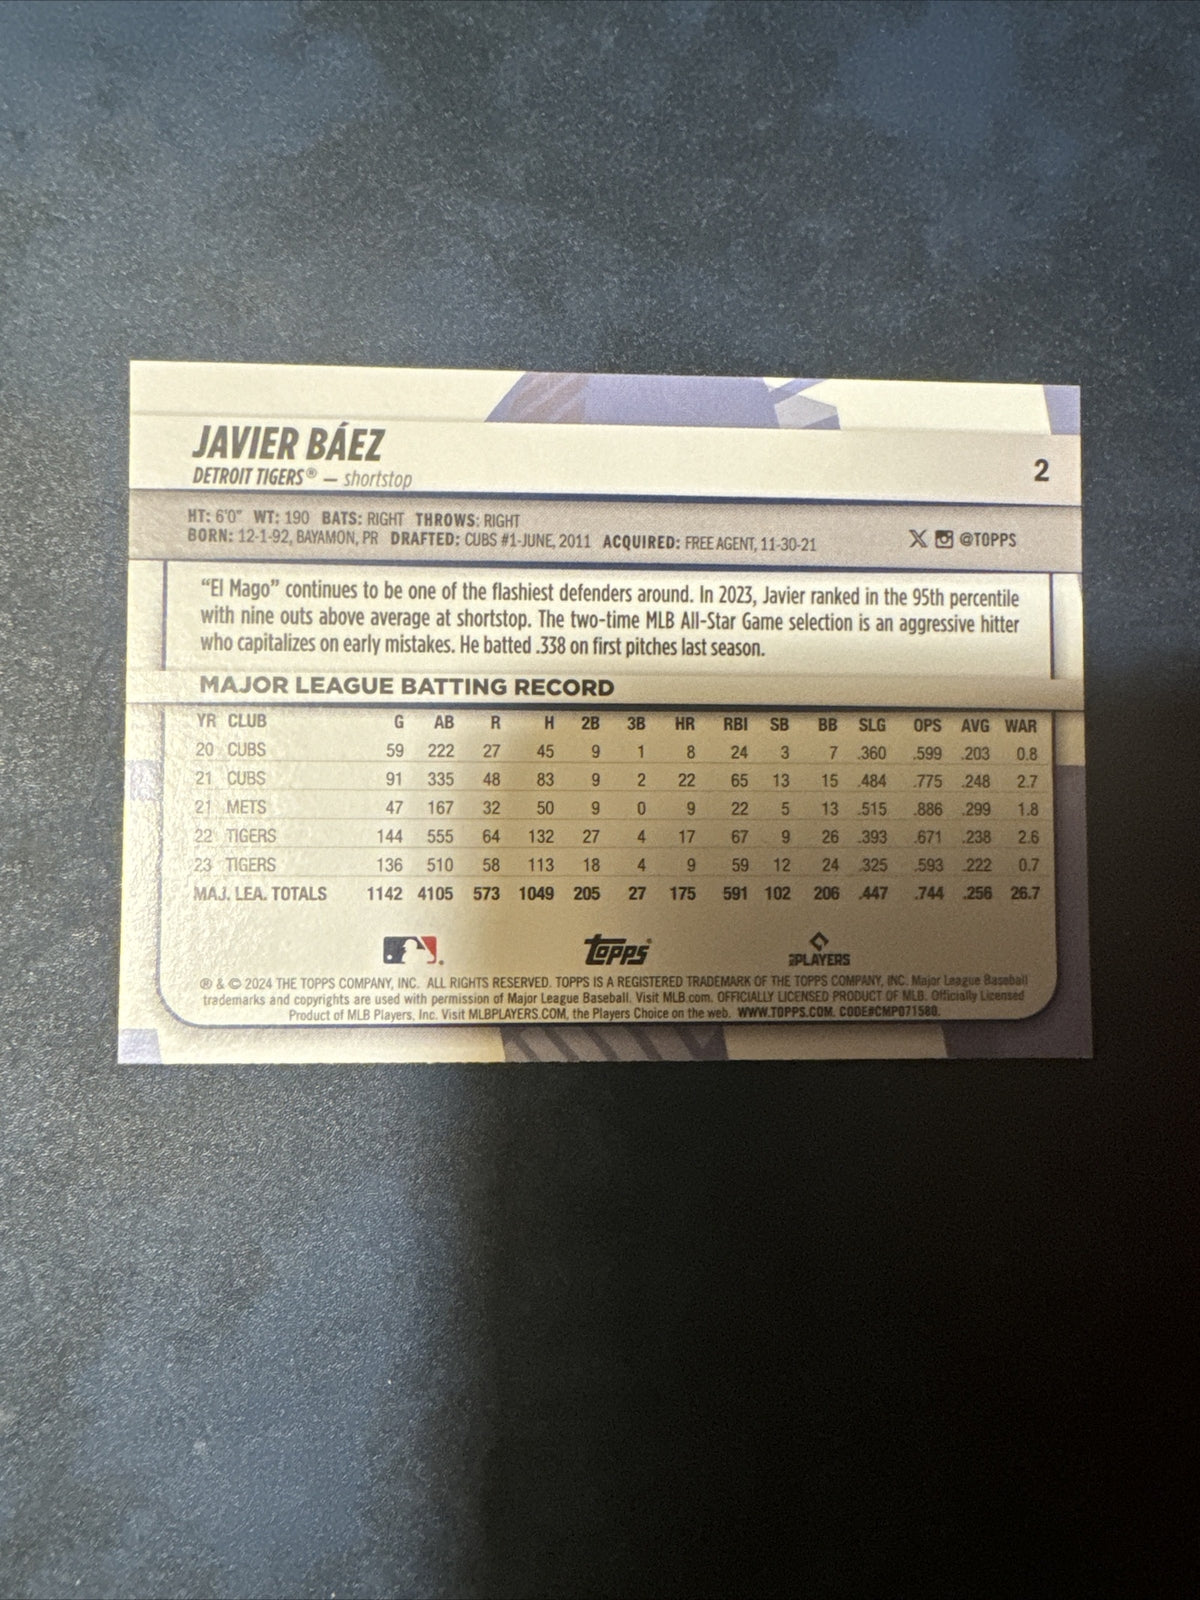 JAVIER BÁEZ
DETROIT TIGERS® — shortstop
2
HT: 6'0" WT: 190 BATS: RIGHT THROWS: RIGHT
BORN: 12-1-92, BAYAMON, PR DRAFTED: CUBS #1-JUNE, 2011 ACQUIRED: FREE AGENT, 11-30-21
@TOPPS
“El Mago” continues to be one of the flashiest defenders around. In 2023, Javier ranked in the 95th percentile
with nine outs above average at shortstop. The two-time MLB All-Star Game selection is an aggressive hitter
who capitalizes on early mistakes. He batted .338 on first pitches last season.
MAJOR LEAGUE BATTING RECORD
YR CLUB G AB R H 2B 3B HR RBI SB BB SLG OPS AVG WAR
20 CUBS 59 222 27 45 9 1 8 24 3 7 .360 .599 .203 0.8
21 CUBS 91 335 48 83 9 2 22 65 13 15 .484 .775 .248 2.7
21 METS 47 167 32 50 9 0 9 22 5 13 .515 .886 .299 1.8
22 TIGERS 144 555 64 132 27 4 17 67 9 26 .393 .671 .238 2.6
23 TIGERS 136 510 58 113 18 4 9 59 12 24 .325 .593 .222 0.7
MAJ. LEA. TOTALS 1142 4105 573 1049 205 27 175 591 102 206 .447 .744 .256 26.7
topps®
PLAYERS
® & © 2024 THE TOPPS COMPANY, INC. ALL RIGHTS RESERVED. TOPPS IS A REGISTERED TRADEMARK OF THE TOPPS COMPANY, INC. Major League Baseball
trademarks and copyrights are used with permission of Major League Baseball. Visit MLB.com. OFFICIALLY LICENSED PRODUCT OF MLB. Officially Licensed
Product of MLB Players, Inc. Visit MLBPLAYERS.COM, the Players Choice on the web. WWW.TOPPS.COM. CODE#CMP071580.